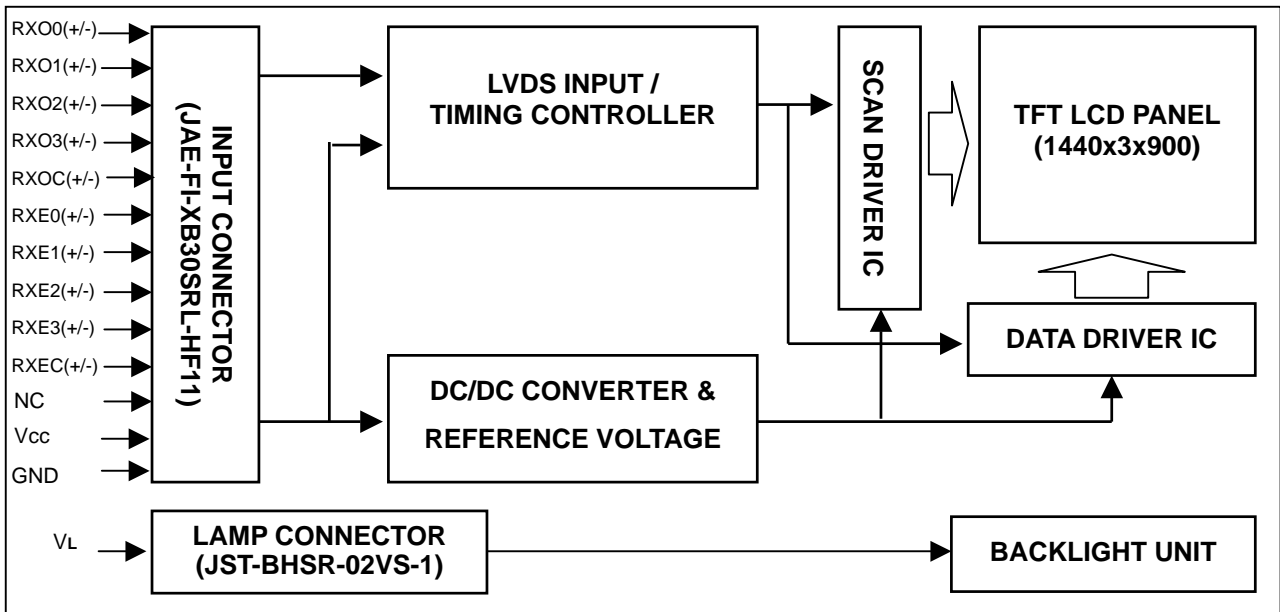 RXO0(+/-)
RXO1(+/-)
RXO2(+/-)
RXO3(+/-)
RXOC(+/-)
RXE0(+/-)
RXE1(+/-)
RXE2(+/-)
RXE3(+/-)
RXEC(+/-)
NC
Vcc
GND
INPUT CONNECTOR
(JAE-FI-XB30SRL-HF11)
LVDS INPUT /
TIMING CONTROLLER
SCAN DRIVER IC
TFT LCD PANEL
(1440x3x900)
DATA DRIVER IC
DC/DC CONVERTER &
REFERENCE VOLTAGE
VL
LAMP CONNECTOR
(JST-BHSR-02VS-1)
BACKLIGHT UNIT